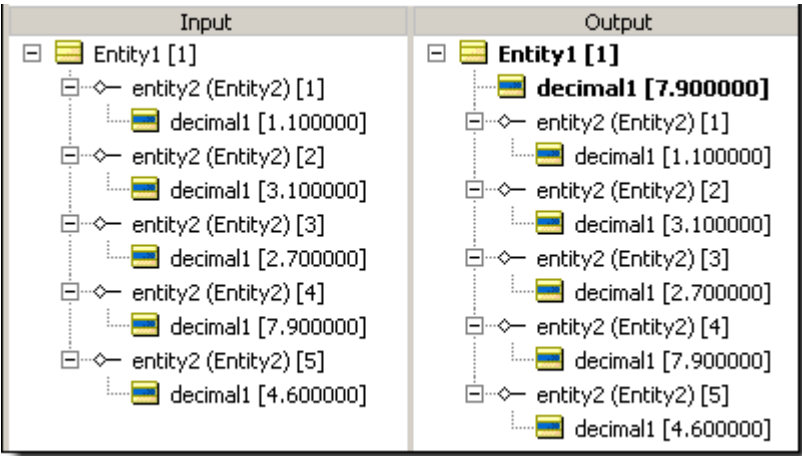 Input
Entity1 [1]
entity2 (Entity2) [1]
decimal1 [1.100000]
entity2 (Entity2) [2]
decimal1 [3.100000]
entity2 (Entity2) [3]
decimal1 [2.700000]
entity2 (Entity2) [4]
decimal1 [7.900000]
entity2 (Entity2) [5]
decimal1 [4.600000]
Output
Entity1 [1]
decimal1 [7.900000]
entity2 (Entity2) [1]
decimal1 [1.100000]
entity2 (Entity2) [2]
decimal1 [3.100000]
entity2 (Entity2) [3]
decimal1 [2.700000]
entity2 (Entity2) [4]
decimal1 [7.900000]
entity2 (Entity2) [5]
decimal1 [4.600000]